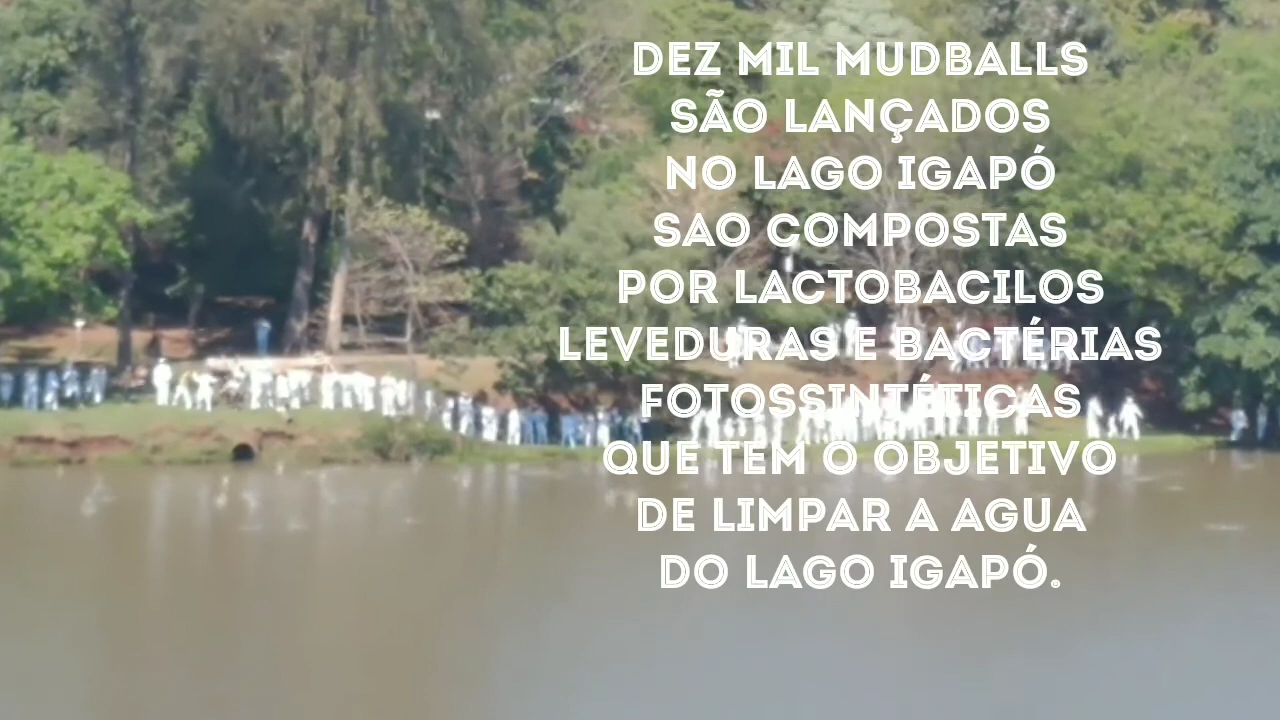 DEZ MIL MUDBALLS
SÃO LANÇADOS
NO LAGO IGAPÓ
SAO COMPOSTAS
POR LACTOBACILOS
LEVEDURAS E BACTÉRIAS
FOTOSSINTÉTICAS
QUE TEM O OBJETIVO
DE LIMPAR A AGUA
DO LAGO IGAPÓ.